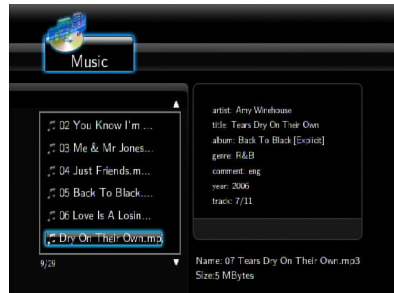 Music
02 You Know I'm ...
03 Me & Mr Jones...
04 Just Friends.m...
05 Back To Black....
06 Love Is A Losin...
Dry On Their Own.mp
9/29
artist: Amy Winehouse
title: Tears Dry On Their Own
album: Back To Black [Explicit]
genre: R&B
comment: eng
year: 2006
track: 7/11
Name: 07 Tears Dry On Their Own.mp3
Size:5 MBytes